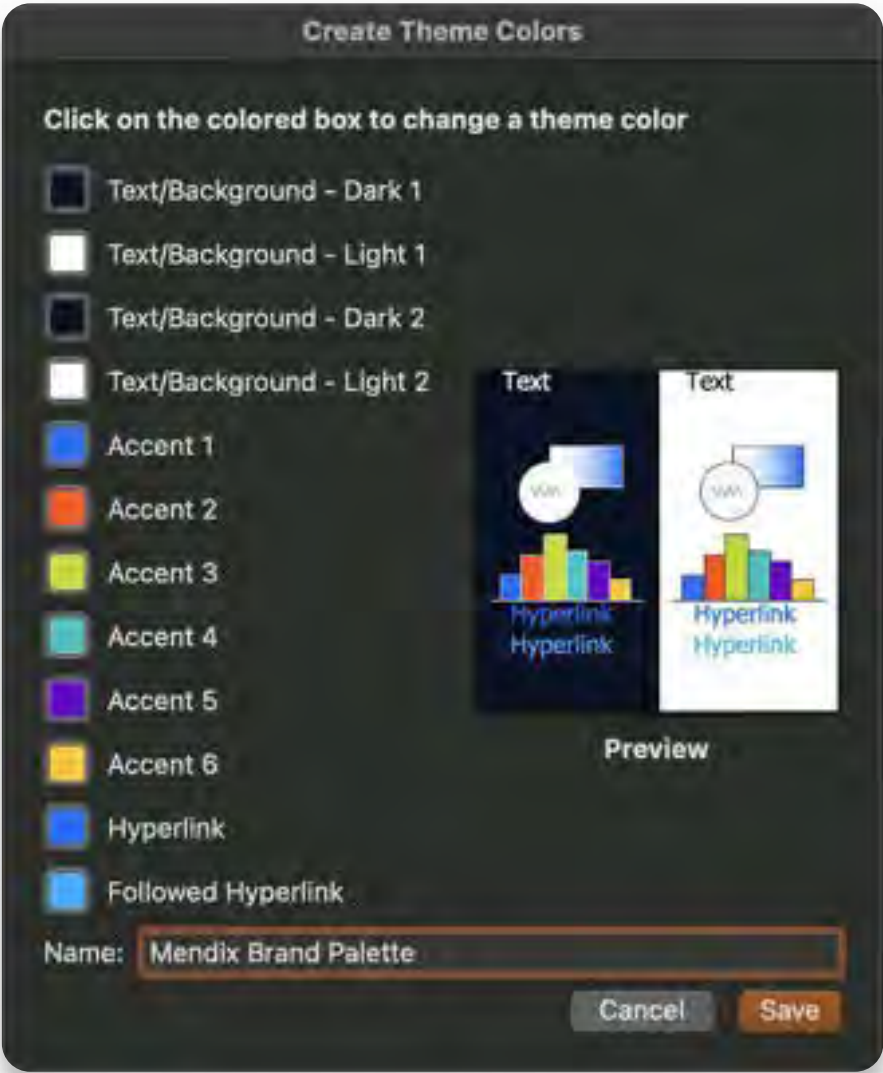 Create Theme Colors
Click on the colored box to change a theme color
Text/Background - Dark 1
Text/Background - Light 1
Text/Background - Dark 2
Text/Background - Light 2
Accent 1
Accent 2
Accent 3
Accent 4
Accent 5
Accent 6
Hyperlink
Followed Hyperlink
Text
Text
Hyperlink
Hyperlink
Hyperlink
Hyperlink
Preview
Name: Mendix Brand Palette
Cancel Save